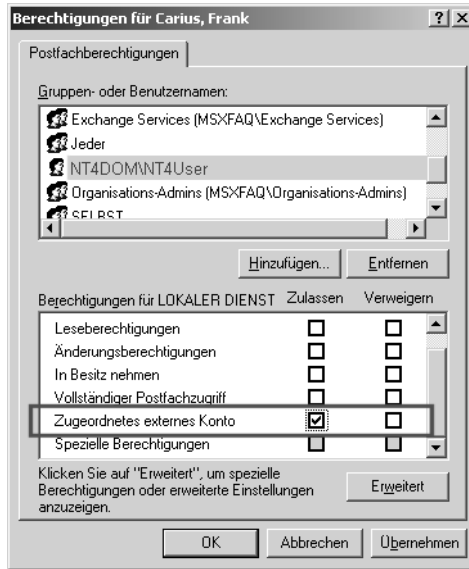 Berechtigungen für Carius, Frank
Postfachberechtigungen
Gruppen- oder Benutzernamen:
Exchange Services (MSXFAQ\Exchange Services)
Jeder
NT4DOM\NT4User
Organisations-Admins (MSXFAQ\Organisations-Admins)
SELBST
Hinzufügen... Entfernen
Berechtigungen für LOKALER DIENST Zulassen Verweigern
Leseberechtigungen
Änderungsberechtigungen
In Besitz nehmen
Vollständiger Postfachzugriff
Zugeordnetes externes Konto
Spezielle Berechtigungen
Klicken Sie auf "Erweitert", um spezielle
Berechtigungen oder erweiterte Einstellungen
anzuzeigen.
Erweitert
OK Abbrechen Übernehmen